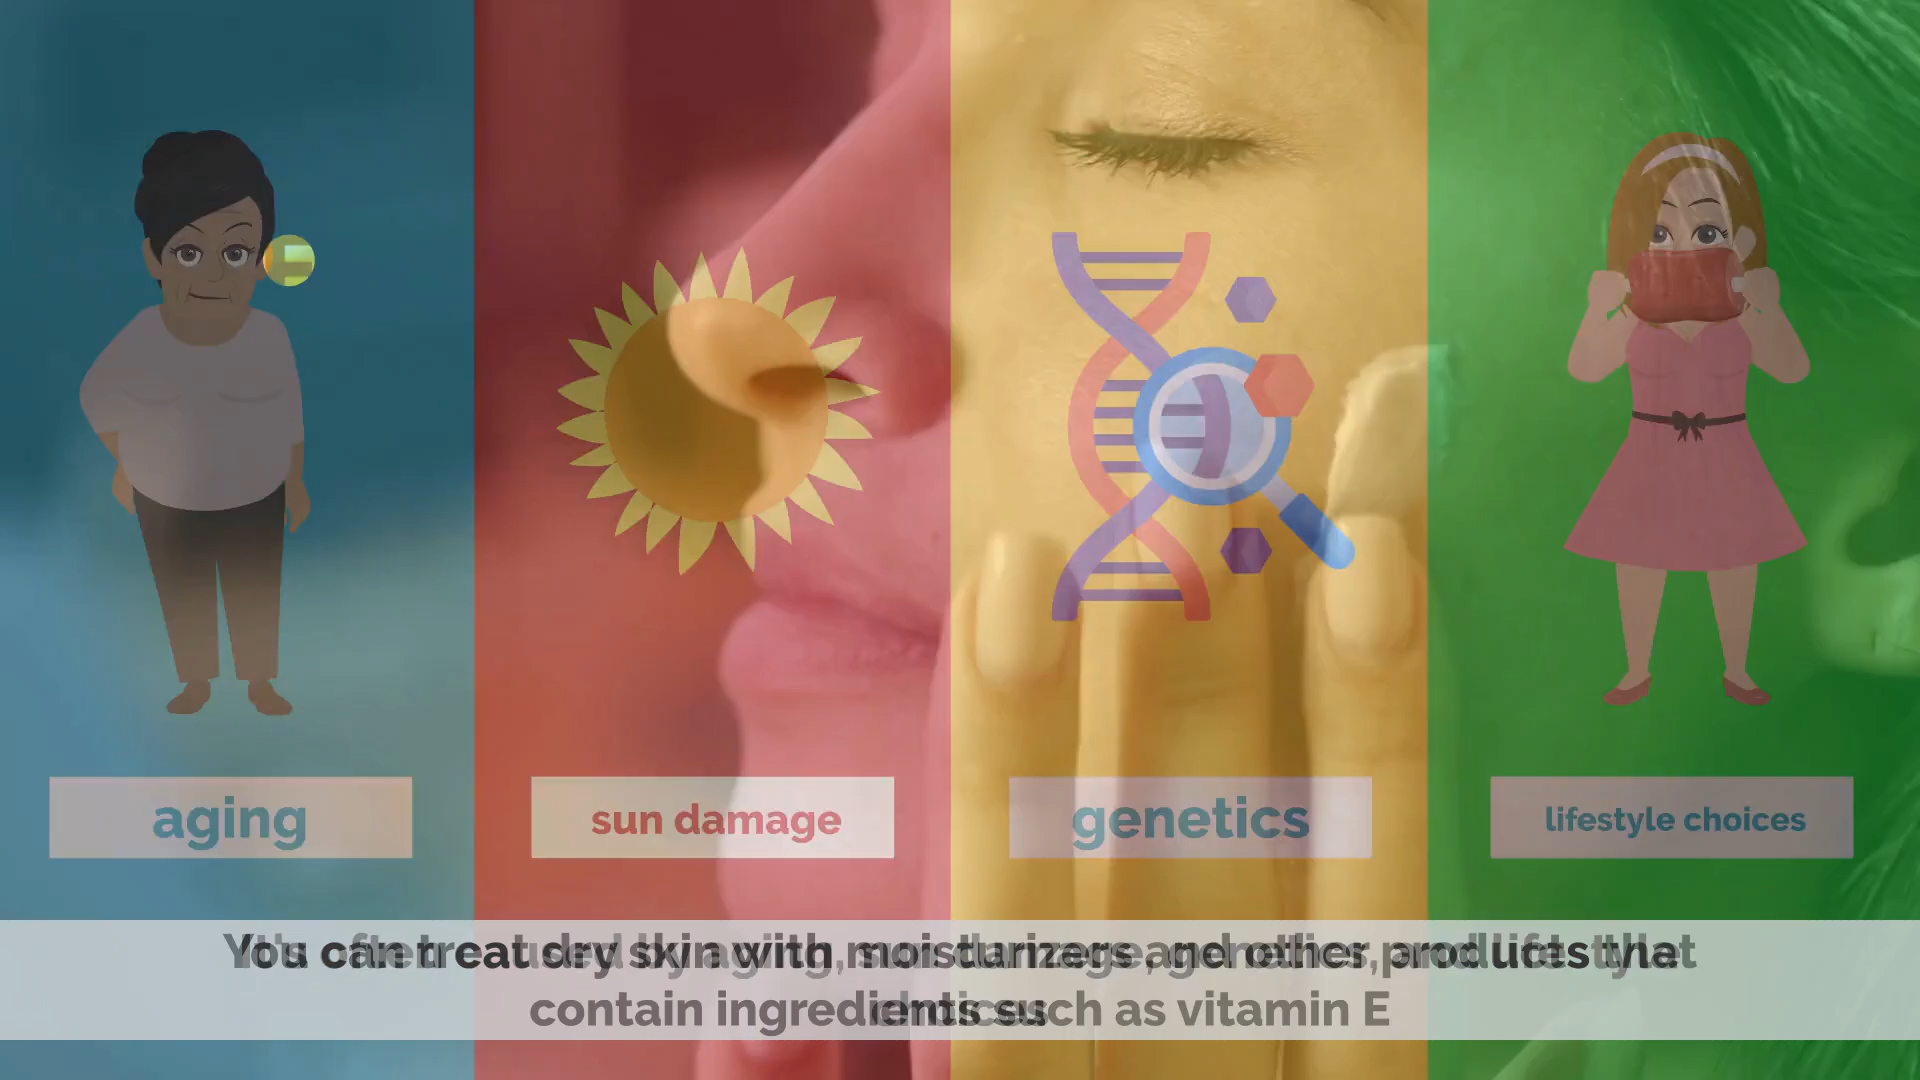 aging
sun damage
genetics
lifestyle choices
You can treat dry skin with moisturizers and other products that
contain ingredients such as vitamin E